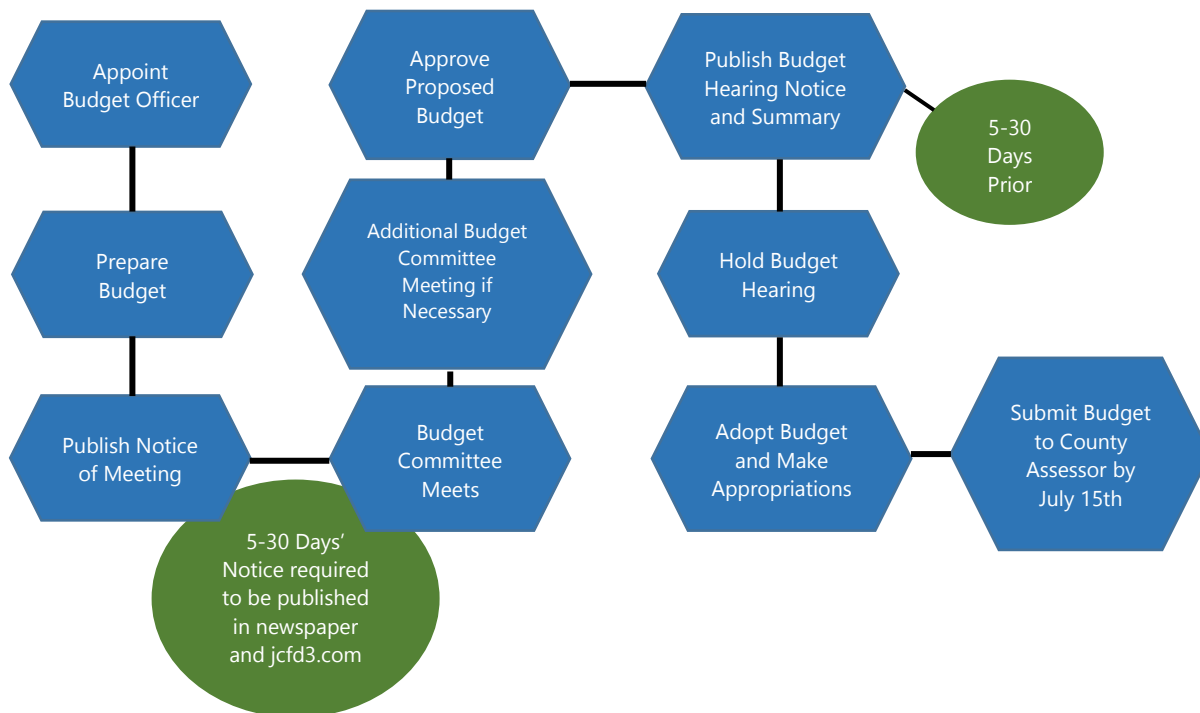 Appoint
Budget Officer
Prepare
Budget
Publish Notice
of Meeting
5-30 Days‘
Notice required
to be published
in newspaper
and jcfd3.com
Budget
Committee
Meets
Additional Budget
Committee
Meeting if
Necessary
Approve
Proposed
Budget
Publish Budget
Hearing Notice
and Summary
5-30
Days
Prior
Hold Budget
Hearing
Adopt Budget
and Make
Appropriations
Submit Budget
to County
Assessor by
July 15th